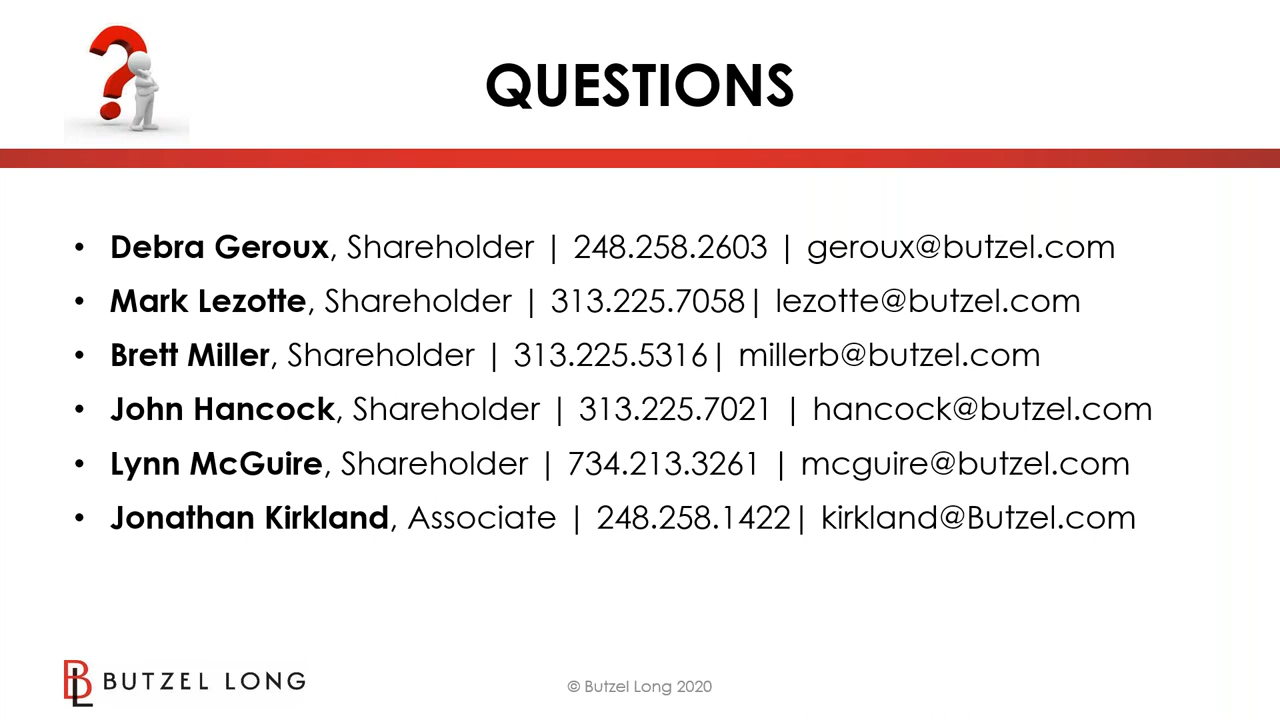 QUESTIONS
• Debra Geroux, Shareholder | 248.258.2603 | geroux@butzel.com
• Mark Lezotte, Shareholder | 313.225.7058| lezotte@butzel.com
• Brett Miller, Shareholder | 313.225.5316| millerb@butzel.com
• John Hancock, Shareholder | 313.225.7021 | hancock@butzel.com
• Lynn McGuire, Shareholder | 734.213.3261 | mcguire@butzel.com
• Jonathan Kirkland, Associate | 248.258.1422| kirkland@Butzel.com
BL BUTZEL LONG
© Butzel Long 2020